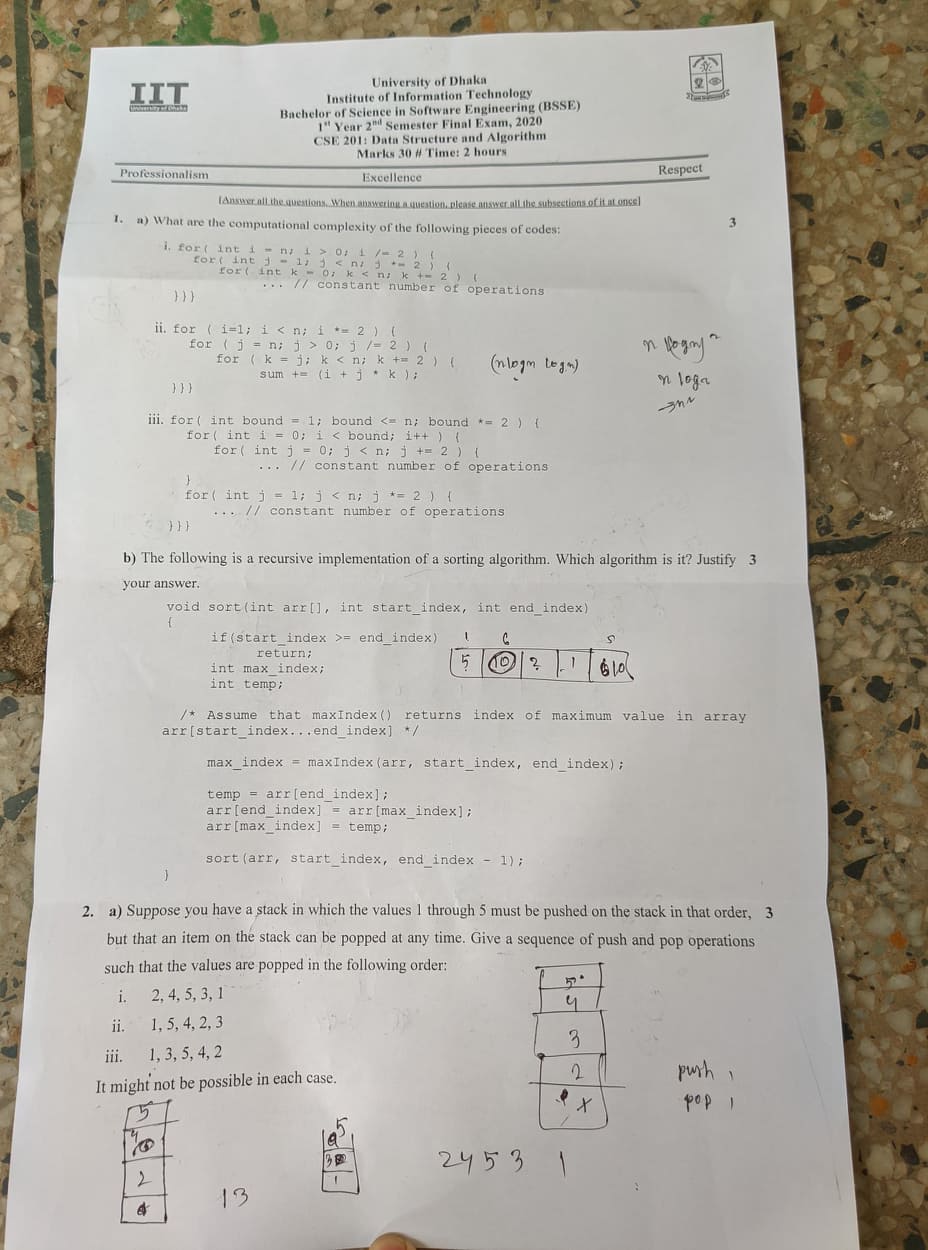 IIT
University of Dhaka
University of Dhaka
Institute of Information Technology
Bachelor of Science in Software Engineering (BSSE)
1st Year 2nd Semester Final Exam, 2020
CSE 201: Data Structure and Algorithm
Marks 30 # Time: 2 hours
Professionalism Excellence Respect
[Answer all the questions. When answering a question, please answer all the subsections of it at once]
1. a) What are the computational complexity of the following pieces of codes: 3
i. for( int i = n; i > 0; i /= 2 ) {
for( int j = 1; j < n; j *= 2 ) {
for( int k = 0; k < n; k += 2 ) {
... // constant number of operations
}}}
ii. for ( i=1; i < n; i *= 2 ) {
for ( j = n; j > 0; j /= 2 ) {
for ( k = j; k < n; k += 2 ) {
sum += (i + j * k );
}}}
(nlogn logn)
n (logn)²
n logn
iii. for( int bound = 1; bound <= n; bound *= 2 ) {
for( int i = 0; i < bound; i++ ) {
for( int j = 0; j < n; j += 2 ) {
... // constant number of operations
}
for( int j = 1; j < n; j *= 2 ) {
... // constant number of operations
}}}
b) The following is a recursive implementation of a sorting algorithm. Which algorithm is it? Justify 3
your answer.
void sort(int arr[], int start_index, int end_index)
{
if(start_index >= end_index)
return;
int max_index;
int temp;
5 10 2 1
/* Assume that maxIndex() returns index of maximum value in array
arr[start_index...end_index] */
max_index = maxIndex(arr, start_index, end_index);
temp = arr[end_index];
arr[end_index] = arr[max_index];
arr[max_index] = temp;
sort(arr, start_index, end_index - 1);
}
2. a) Suppose you have a stack in which the values 1 through 5 must be pushed on the stack in that order, 3
but that an item on the stack can be popped at any time. Give a sequence of push and pop operations
such that the values are popped in the following order:
i. 2, 4, 5, 3, 1
ii. 1, 5, 4, 2, 3
iii. 1, 3, 5, 4, 2
It might not be possible in each case.
5
4
3
2
push 1
pop 1
5
2
13
5
1
2 4 5 3 1